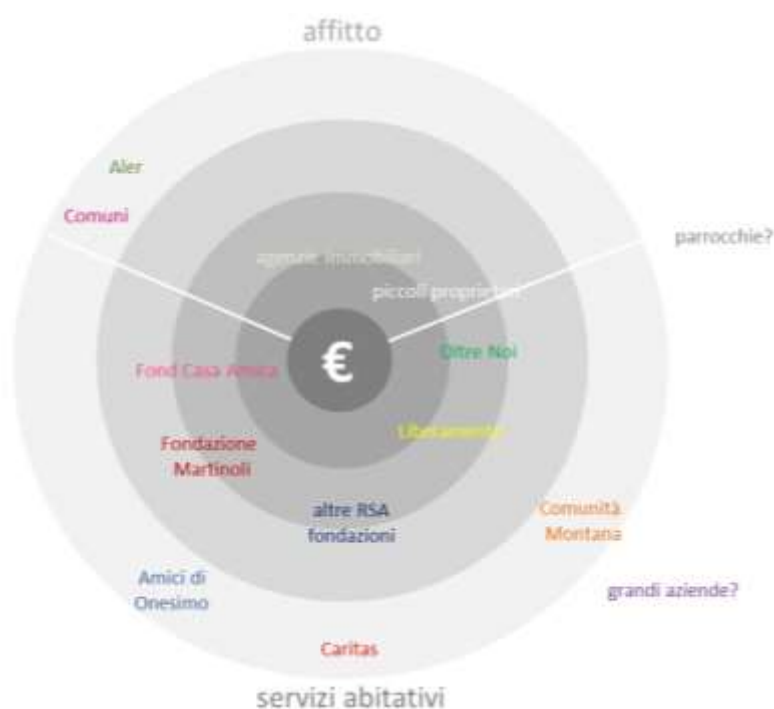 affitto
Aler
Comuni
parrocchie?
agenzie immobiliari
piccoli proprietari
€
Oltre Noi
Fond Casa Amica
Liberamente
Fondazione
Martinoli
altre RSA
fondazioni
Comunità
Montana
Amici di
Onesimo
grandi aziende?
Caritas
servizi abitativi